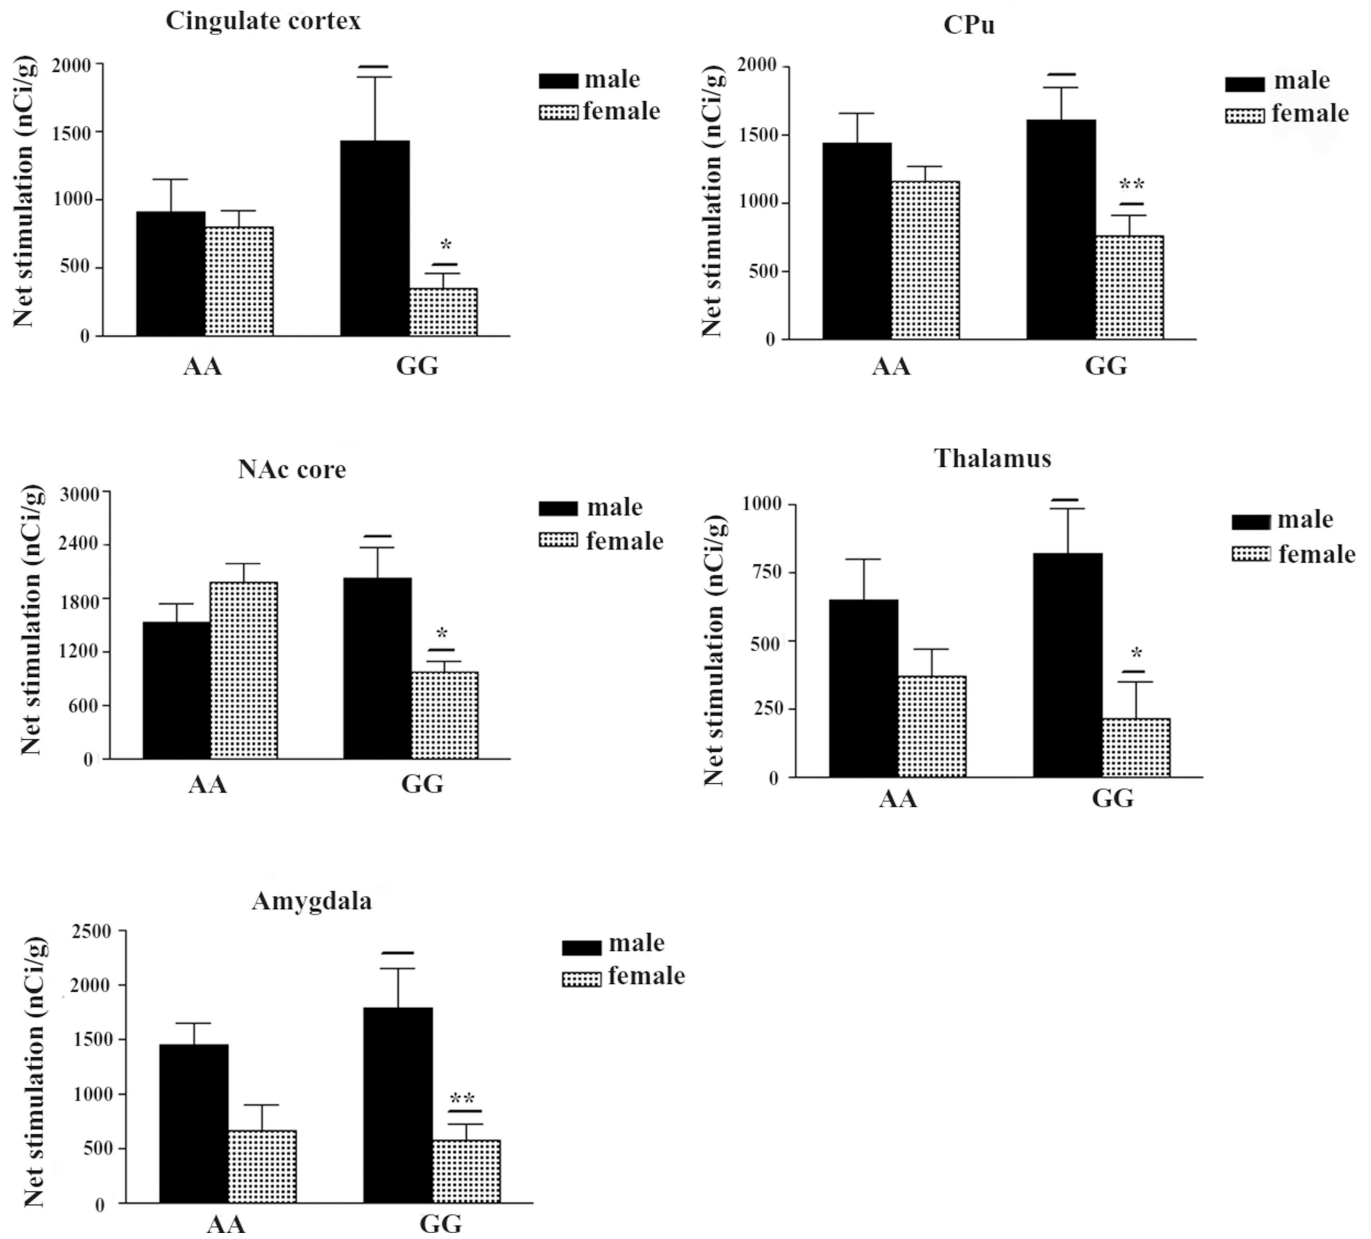 Cingulate cortex
Net stimulation (nCi/g)
2000
1500
1000
500
0
*
AA
GG
male
female
CPu
Net stimulation (nCi/g)
2000
1500
1000
500
0
**
AA
GG
male
female
NAc core
Net stimulation (nCi/g)
3000
2400
1800
1200
600
0
*
AA
GG
male
female
Thalamus
Net stimulation (nCi/g)
1000
750
500
250
0
*
AA
GG
male
female
Amygdala
Net stimulation (nCi/g)
2500
2000
1500
1000
500
0
**
AA
GG
male
female